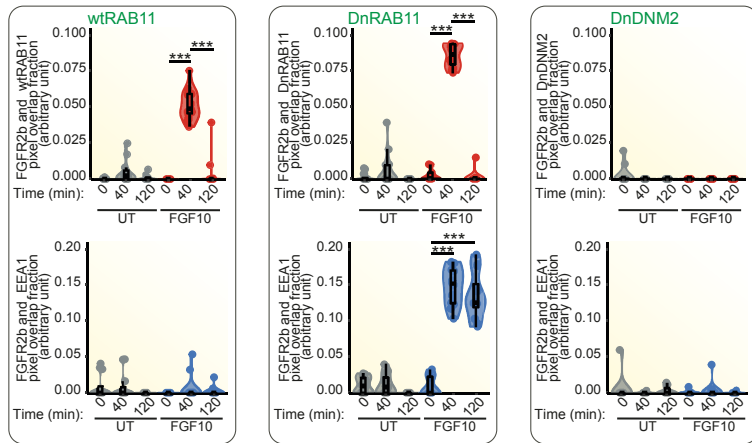 wtRAB11
FGFR2b and wtRAB11
pixel overlap fraction
(arbitrary unit)
0.100
0.075
0.050
0.025
0.000
***
***
Time (min):
0 40 120 0 40 120
UT FGF10
FGFR2b and EEA1
pixel overlap fraction
(arbitrary unit)
0.20
0.15
0.10
0.05
0.00
Time (min):
0 40 120 0 40 120
UT FGF10
DnRAB11
FGFR2b and DnRAB11
pixel overlap fraction
(arbitrary unit)
0.100
0.075
0.050
0.025
0.000
***
***
Time (min):
0 40 120 0 40 120
UT FGF10
FGFR2b and EEA1
pixel overlap fraction
(arbitrary unit)
0.20
0.15
0.10
0.05
0.00
***
***
Time (min):
0 40 120 0 40 120
UT FGF10
DnDNM2
FGFR2b and DnDNM2
pixel overlap fraction
(arbitrary unit)
0.100
0.075
0.050
0.025
0.000
Time (min):
0 40 120 0 40 120
UT FGF10
FGFR2b and EEA1
pixel overlap fraction
(arbitrary unit)
0.20
0.15
0.10
0.05
0.00
Time (min):
0 40 120 0 40 120
UT FGF10